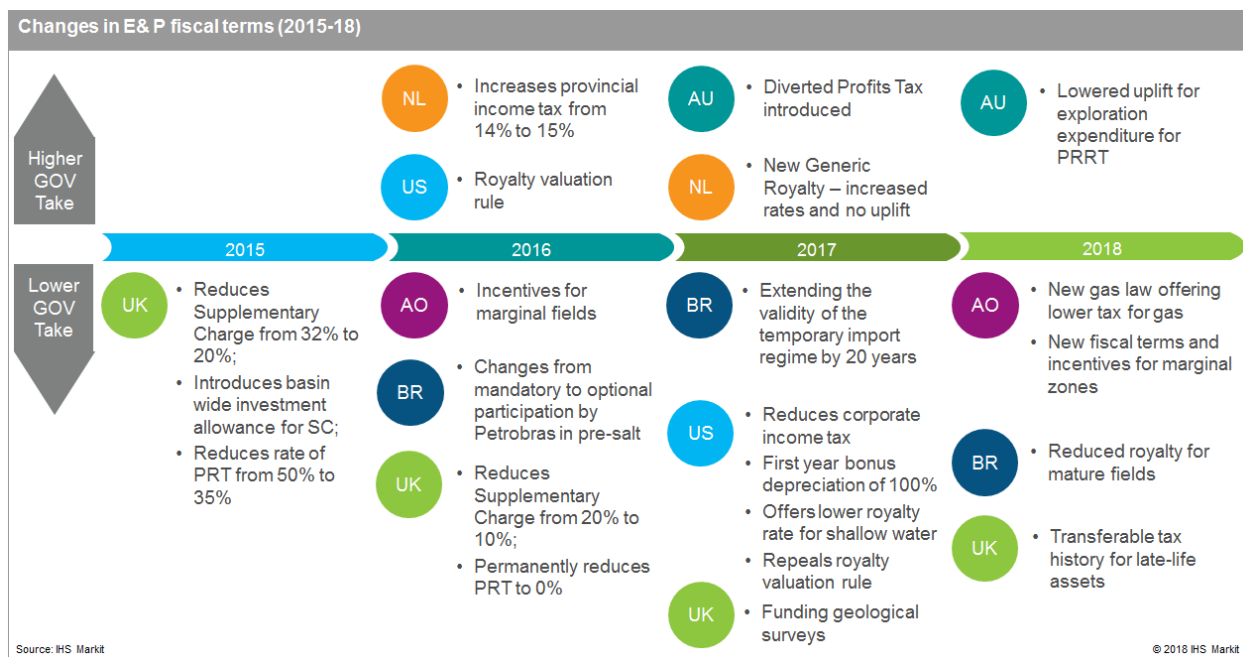 Changes in E&P fiscal terms (2015-18)
Higher
GOV
Take
NL
• Increases provincial
income tax from
14% to 15%
US
• Royalty valuation
rule
AU
• Diverted Profits Tax
introduced
NL
• New Generic
Royalty – increased
rates and no uplift
AU
• Lowered uplift for
exploration
expenditure for
PRRT
2015
2016
2017
2018
Lower
GOV
Take
UK
• Reduces
Supplementary
Charge from 32% to
20%;
• Introduces basin
wide investment
allowance for SC;
• Reduces rate of
PRT from 50% to
35%
AO
• Incentives for
marginal fields
BR
• Changes from
mandatory to optional
participation by
Petrobras in pre-salt
UK
• Reduces
Supplementary
Charge from 20% to
10%;
• Permanently reduces
PRT to 0%
BR
• Extending the
validity of the
temporary import
regime by 20 years
US
• Reduces corporate
income tax
• First year bonus
depreciation of 100%
• Offers lower royalty
rate for shallow water
• Repeals royalty
valuation rule
UK
• Funding geological
surveys
AO
• New gas law offering
lower tax for gas
• New fiscal terms and
incentives for marginal
zones
BR
• Reduced royalty for
mature fields
UK
• Transferable tax
history for late-life
assets
Source: IHS Markit
© 2018 IHS Markit